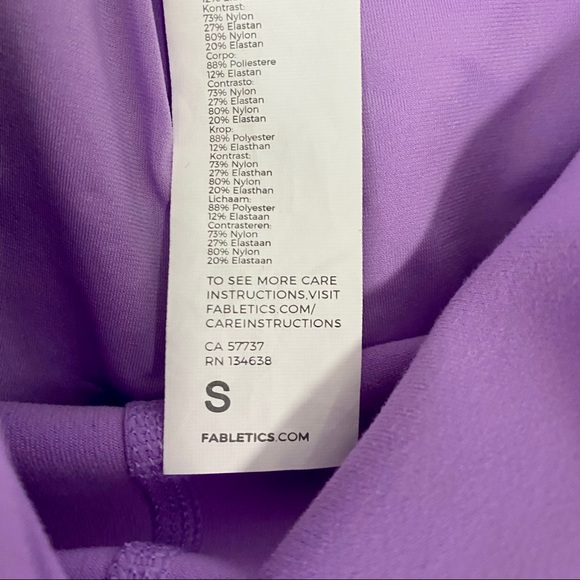 Kontrast:
73% Nylon
27% Elastan
80% Nylon
20% Elastan
Corpo:
88% Poliestere
12% Elastan
Contrasto:
73% Nylon
27% Elastan
80% Nylon
20% Elastan
Krop:
88% Polyester
12% Elasthan
Kontrast:
73% Nylon
27% Elasthan
80% Nylon
20% Elasthan
Lichaam:
88% Polyester
12% Elastaan
Contrasteren:
73% Nylon
27% Elastaan
80% Nylon
20% Elastaan
TO SEE MORE CARE
INSTRUCTIONS,VISIT
FABLETICS.COM/
CAREINSTRUCTIONS
CA 57737
RN 134638
S
FABLETICS.COM